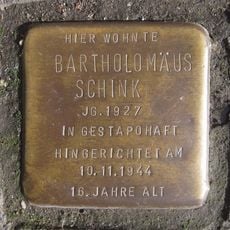 HIER WOHNTE
BARTHOLOMÄUS
SCHINK
JG. 1927
IN GESTAPOHAFT
HINGERICHTET AM
10.11.1944
16 JAHRE ALT